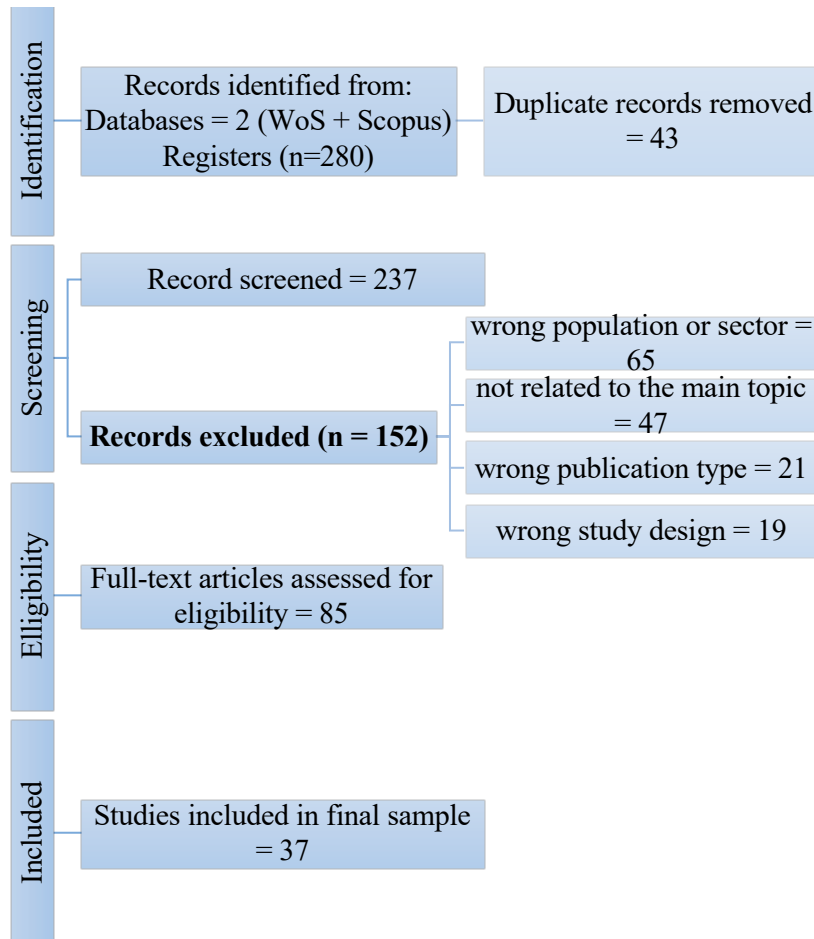 Identification
Records identified from:
Databases = 2 (WoS + Scopus)
Registers (n=280)
Duplicate records removed
= 43
Screening
Record screened = 237
Records excluded (n = 152)
wrong population or sector =
65
not related to the main topic
= 47
wrong publication type = 21
wrong study design = 19
Elligibility
Full-text articles assessed for
eligibility = 85
Included
Studies included in final sample
= 37